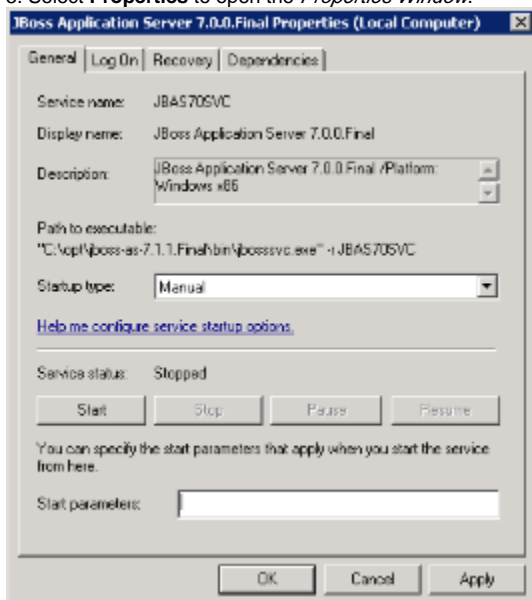 Select Properties to open the Properties Window.
JBoss Application Server 7.0.0.Final Properties (Local Computer)
General Log On Recovery Dependencies
Service name: JBAS70SVC
Display name: JBoss Application Server 7.0.0.Final
Description: JBoss Application Server 7.0.0.Final /Platform:
Windows x86
Path to executable:
"C:\opt\jboss-as-7.1.1.Final\bin\jbosssvc.exe" -r JBAS70SVC
Startup type: Manual
Help me configure service startup options.
Service status: Stopped
Start Stop Pause Resume
You can specify the start parameters that apply when you start the service
from here.
Start parameters:
OK Cancel Apply